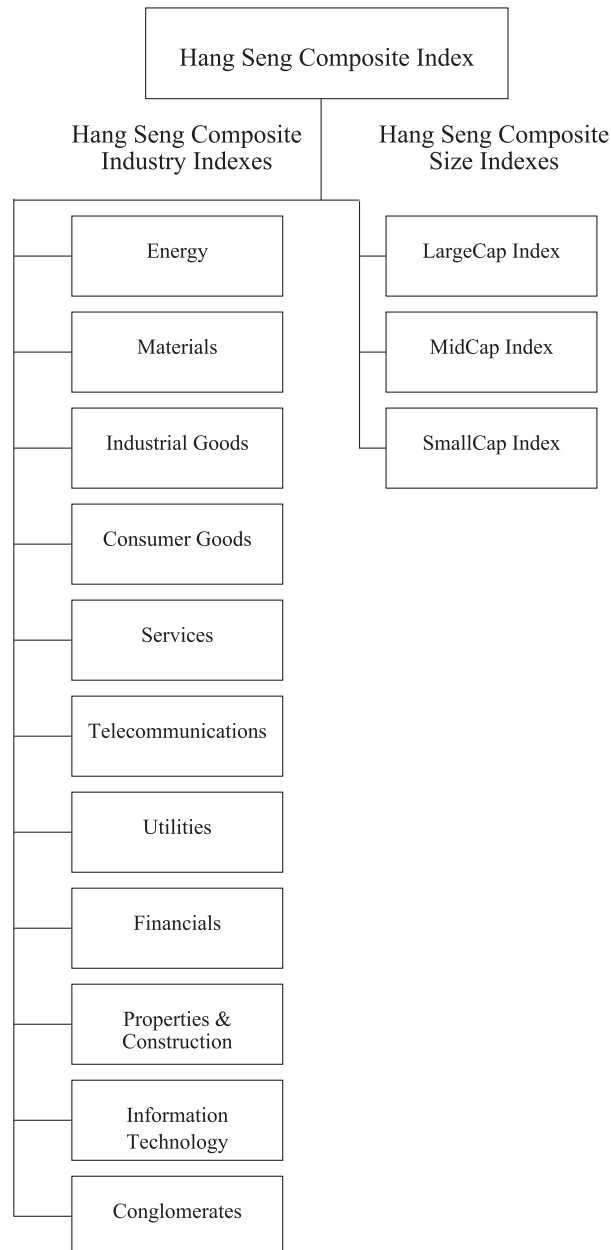 Hang Seng Composite Index
Hang Seng Composite
Industry Indexes
Hang Seng Composite
Size Indexes
Energy
Materials
Industrial Goods
Consumer Goods
Services
Telecommunications
Utilities
Financials
Properties &
Construction
Information
Technology
Conglomerates
LargeCap Index
MidCap Index
SmallCap Index